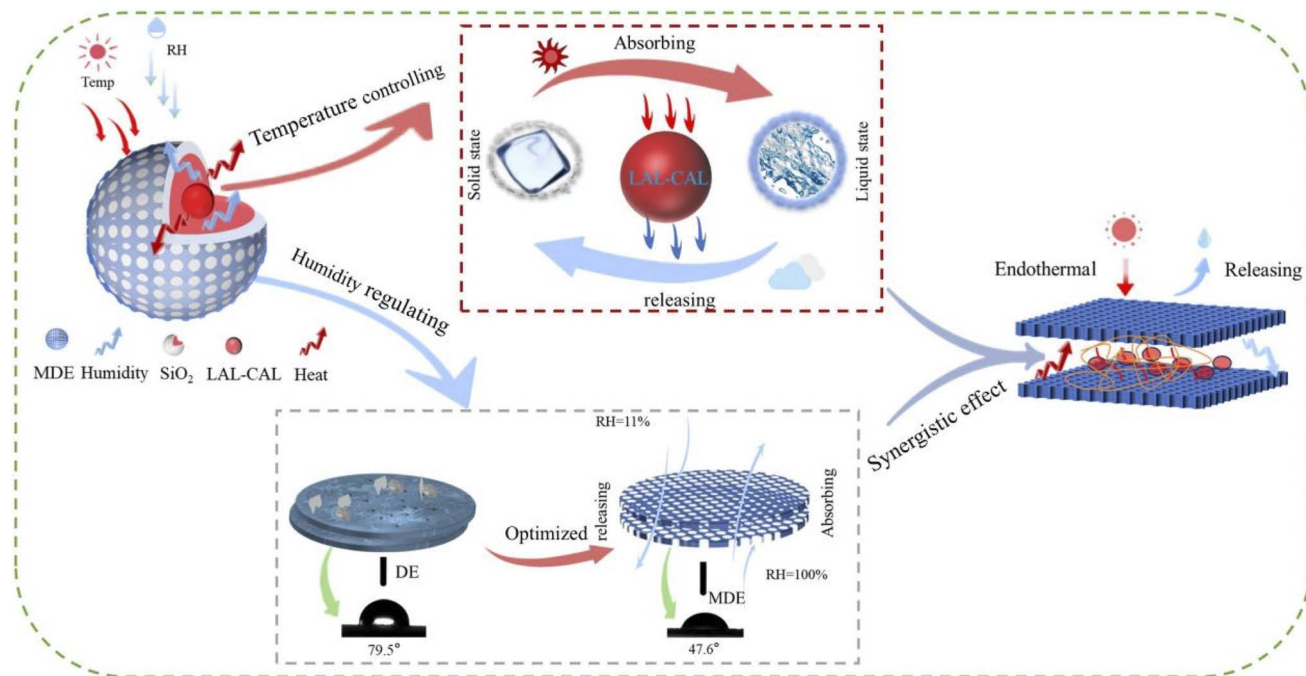 Temp
RH
Temperature controlling
Humidity regulating
MDE
Humidity
SiO₂
LAL-CAL
Heat
Absorbing
Solid state
LAL-CAL
Liquid state
releasing
DE
79.5°
Optimized
RH=11%
releasing
Absorbing
RH=100%
MDE
47.6°
Synergistic effect
Endothermal
Releasing